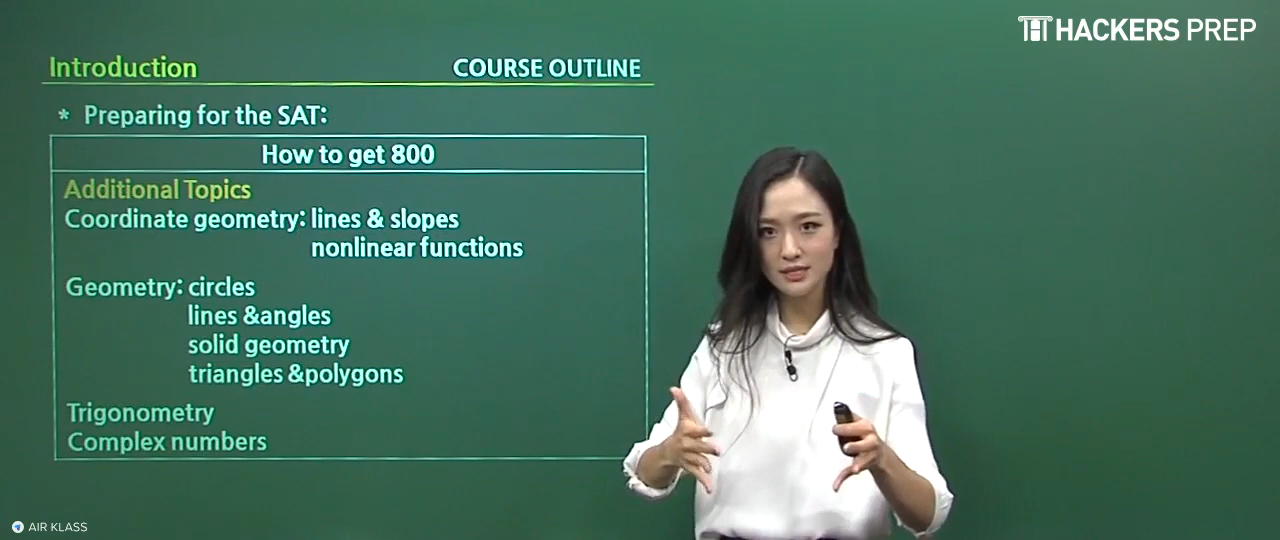 HACKERS PREP
Introduction
COURSE OUTLINE
* Preparing for the SAT:
How to get 800
Additional Topics
Coordinate geometry: lines & slopes
nonlinear functions
Geometry: circles
lines &angles
solid geometry
triangles &polygons
Trigonometry
Complex numbers
AIR KLASS